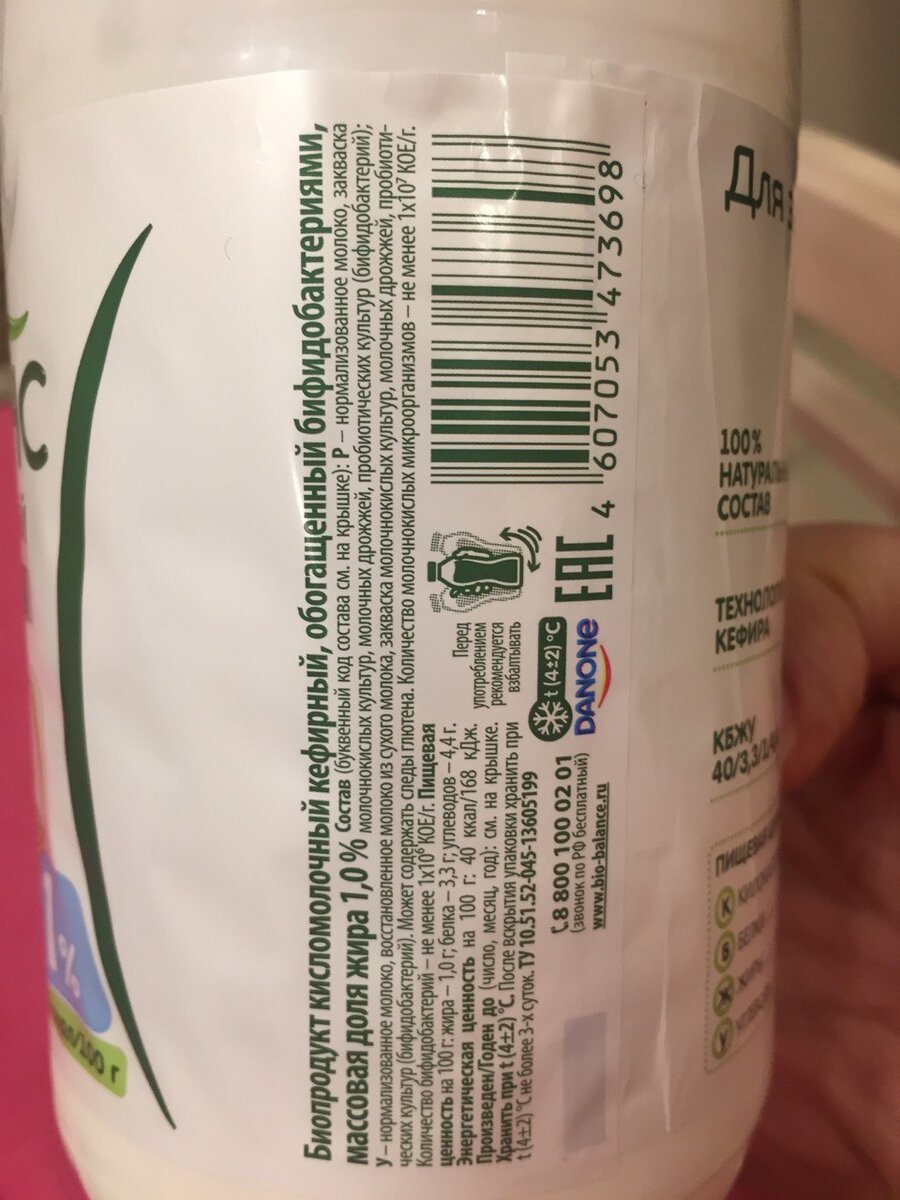 Биопродукт кисломолочный кефирный, обогащенный бифидобактериями,
массовая доля жира 1,0 % Состав (буквенный код состава см. на крышке): Р – нормализованное молоко, закваска
молочнокислых культур, молочных дрожжей, пробиотических культур (бифидобактерий);
У – нормализованное молоко, восстановленное молоко из сухого молока, закваска молочнокислых культур, молочных дрожжей, пробиоти-
ческих культур (бифидобактерий). Может содержать следы глютена. Количество молочнокислых микроорганизмов – не менее 1х10⁷ КОЕ/г.
Количество бифидобактерий – не менее 1х10⁶ КОЕ/г. Пищевая
ценность на 100 г: жира – 1,0 г; белка – 3,3 г; углеводов – 4,4 г.
Энергетическая ценность на 100 г: 40 ккал/168 кДж.
Произведен/Годен до (число, месяц, год): см. на крышке.
Хранить при t (4±2) °С. После вскрытия упаковки хранить при
t (4±2) °С не более 3-х суток. ТУ 10.51.52-045-13605199
8 800 100 02 01
(звонок по РФ бесплатный)
www.bio-balance.ru
Перед
употреблением
рекомендуется
взбалтывать
t (4±2) °С
DANONE
EAC
4 607053 473698
1%
г
Для
100%
СОСТАВ
КЕФИРА
КБЖУ
40/3,3/1,
ПИЩЕВАЯ
К
Б
Ж
У